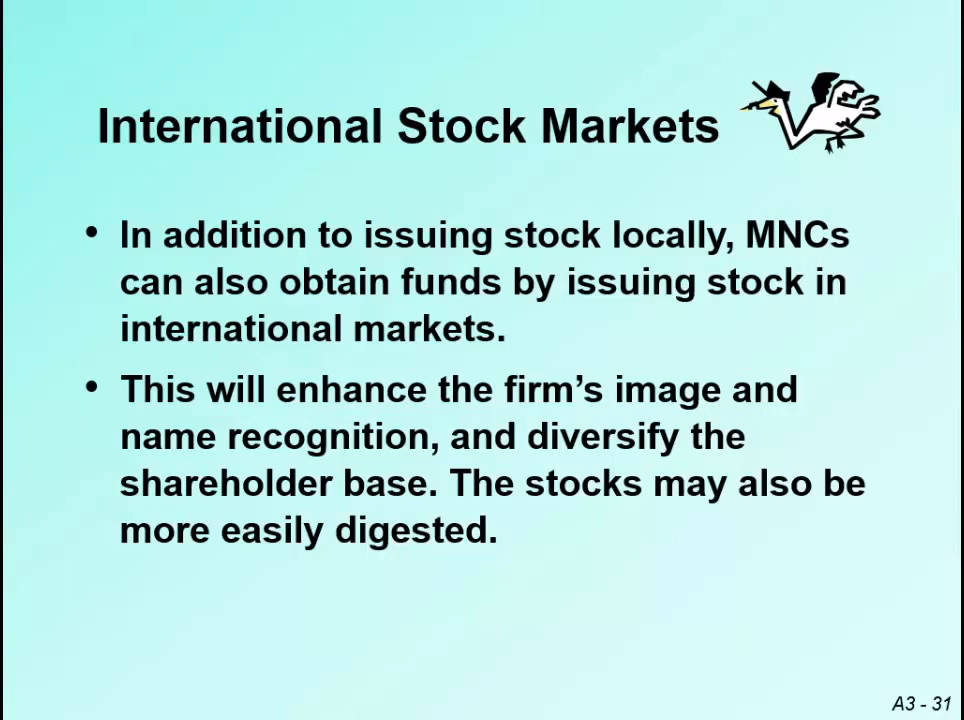 International Stock Markets
• In addition to issuing stock locally, MNCs
can also obtain funds by issuing stock in
international markets.
• This will enhance the firm’s image and
name recognition, and diversify the
shareholder base. The stocks may also be
more easily digested.
A3 - 31